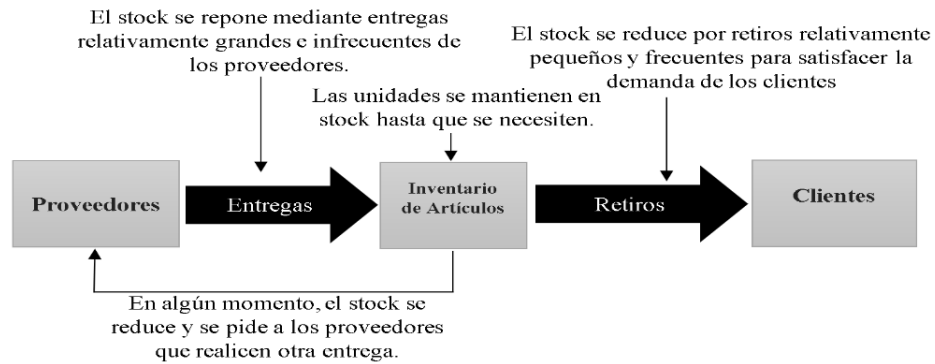 El stock se repone mediante entregas
relativamente grandes e infrecuentes de
los proveedores.
El stock se reduce por retiros relativamente
pequeños y frecuentes para satisfacer la
demanda de los clientes
Las unidades se mantienen en
stock hasta que se necesiten.
Proveedores
Entregas
Inventario
de Artículos
Retiros
Clientes
En algún momento, el stock se
reduce y se pide a los proveedores
que realicen otra entrega.